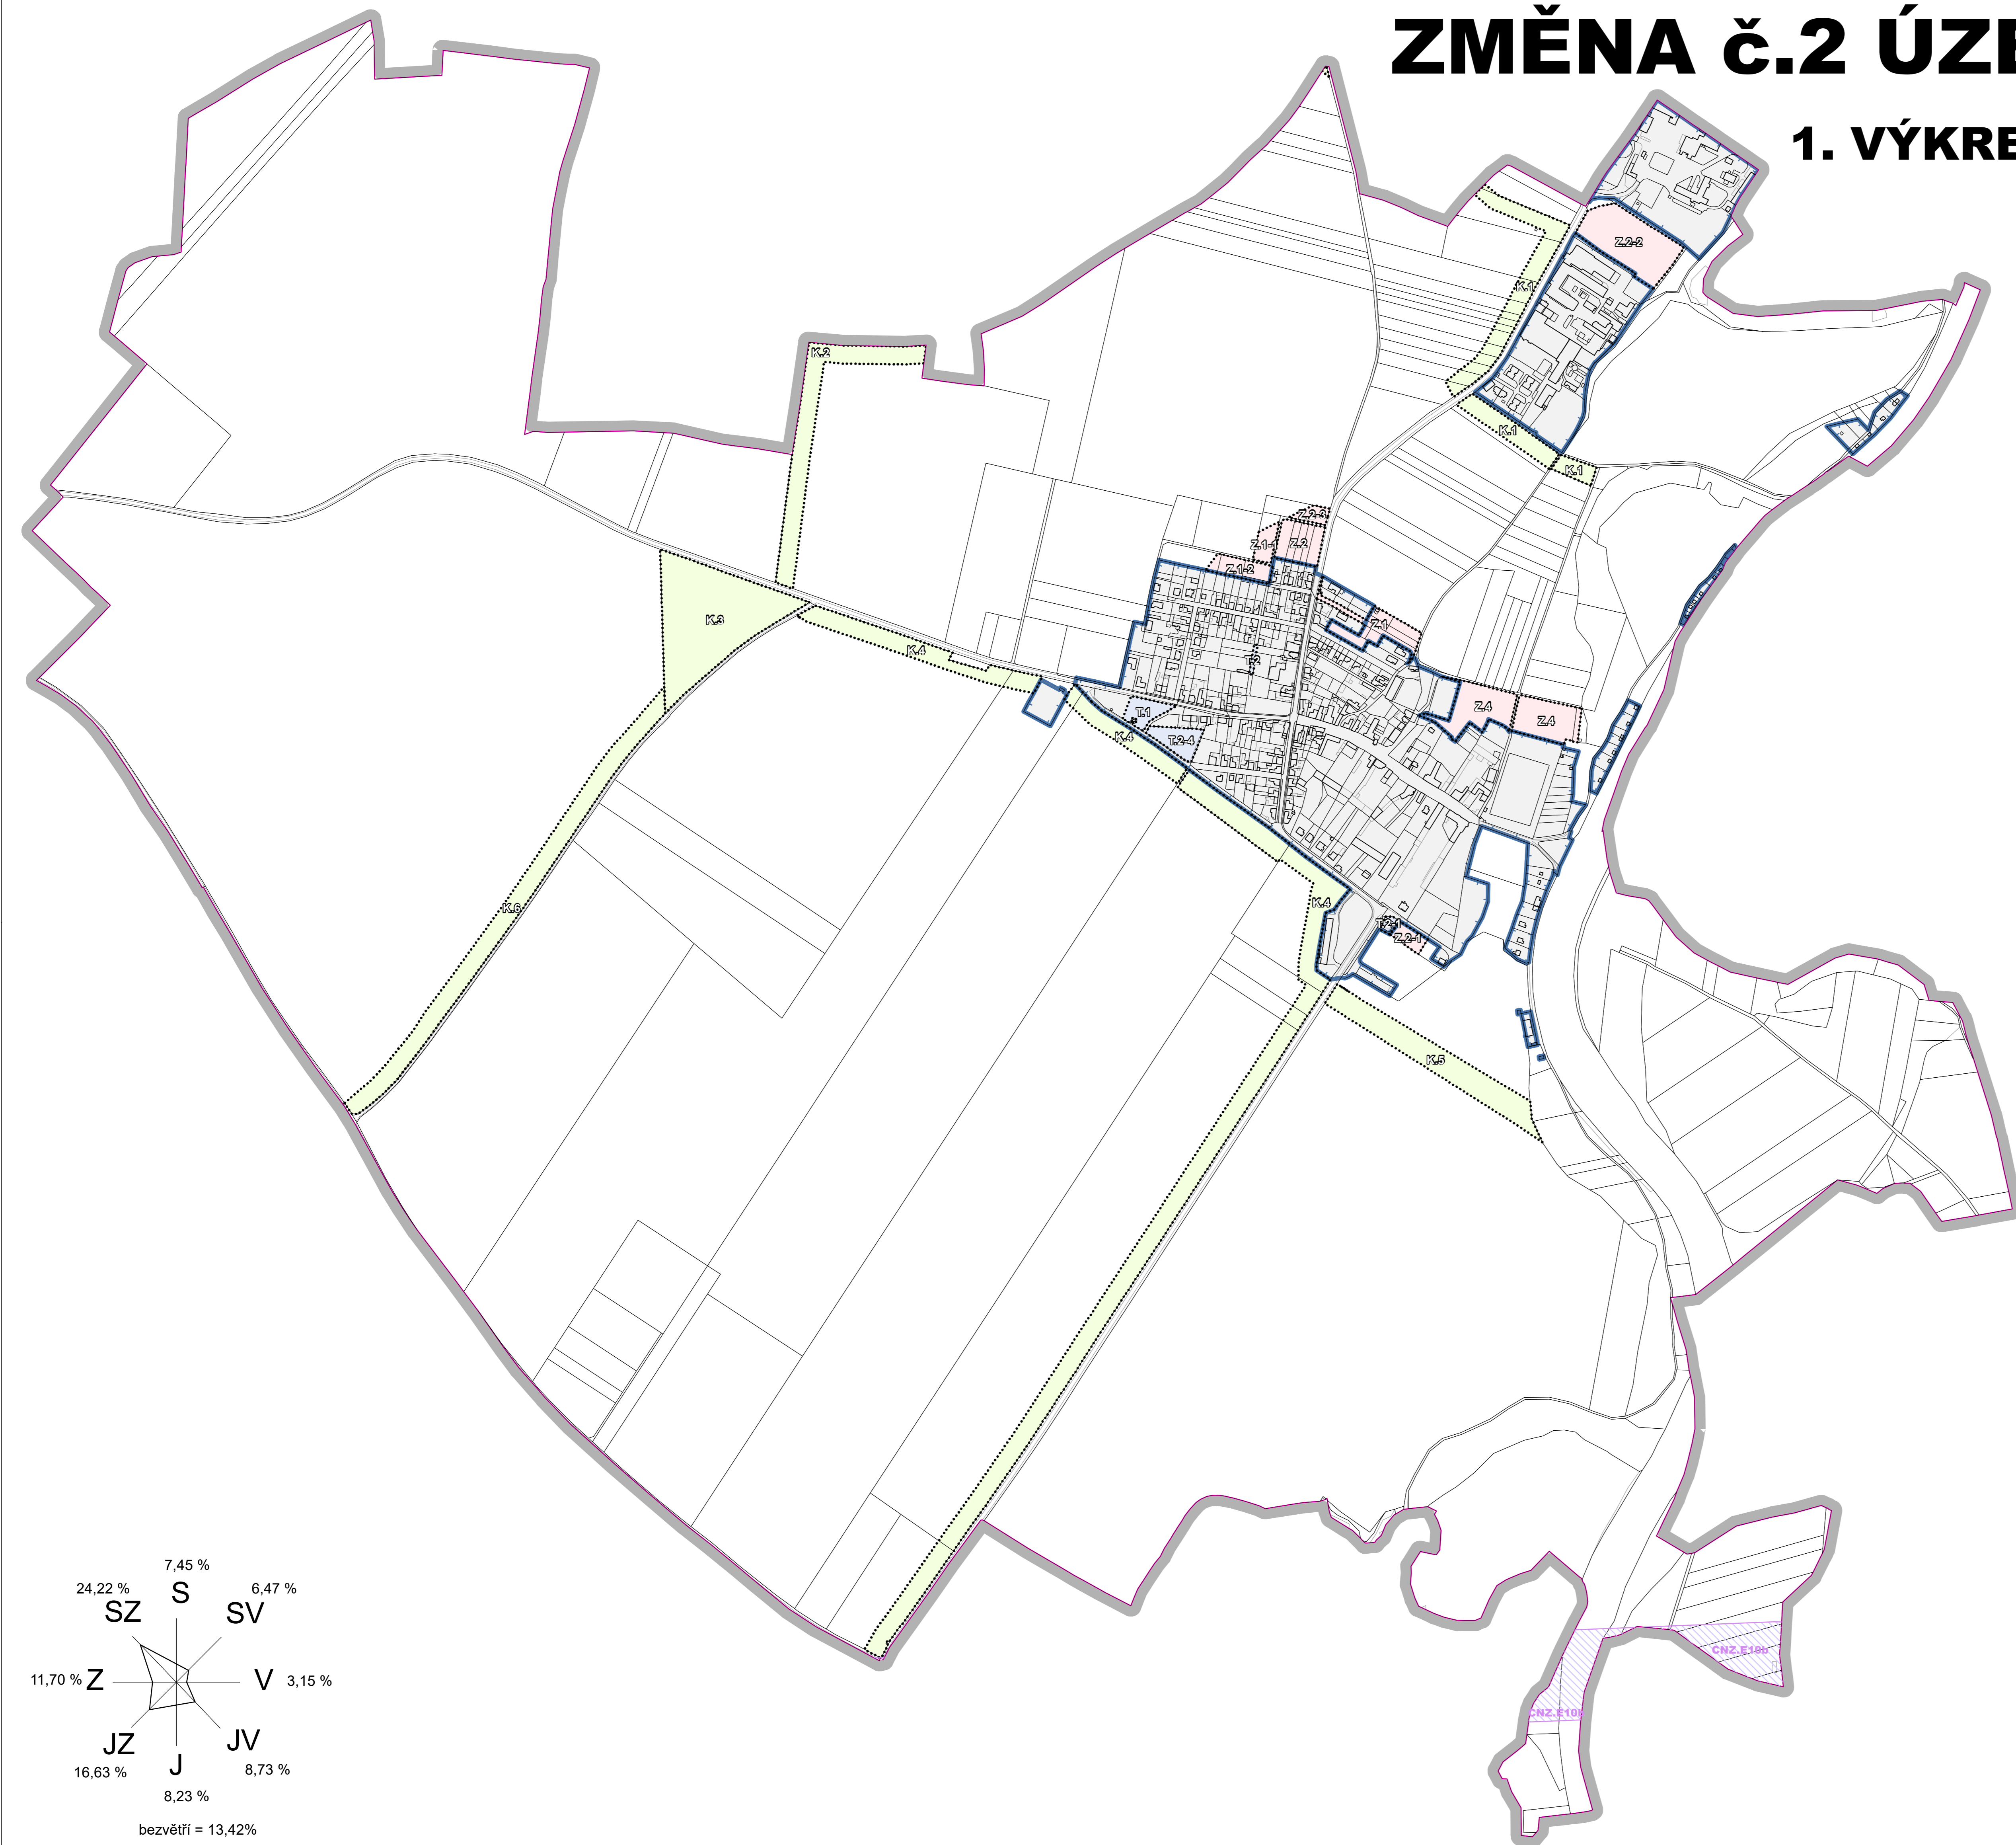 ZMĚNA č.2 ÚZE
1. VÝKRE
Z.2-2
K.1
K.2
K.1
K.1
Z.2-3
Z.1-1
Z.2
Z.1-2
K.3
Z.1
K.4
T.2
T.1
Z.4
Z.4
K.4
T.2-4
K.6
K.4
T.2-1
Z.2-1
K.5
7,45 %
24,22 %
S
6,47 %
SZ
SV
11,70 %
Z
V
3,15 %
JZ
JV
J
16,63 %
8,73 %
8,23 %
bezvětří = 13,42%
CNZ.E10b
CNZ.E10b